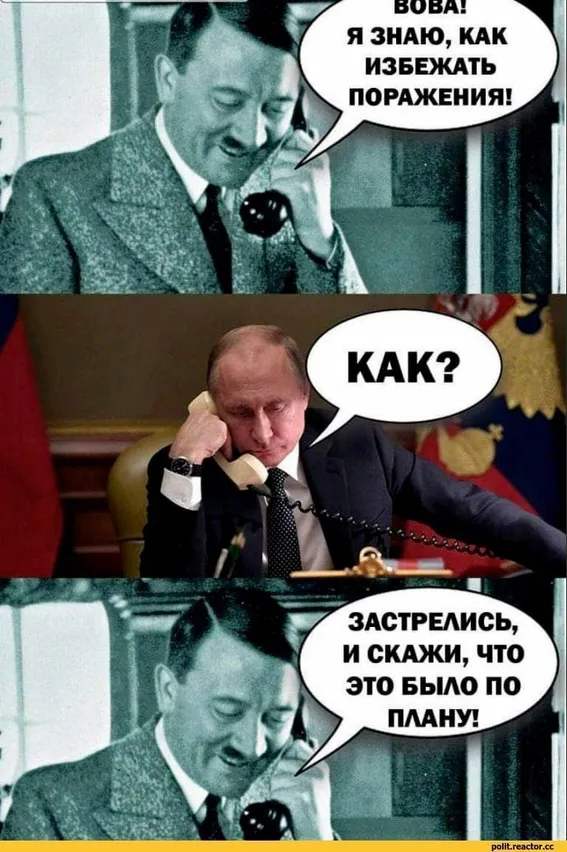 ВОВА!
Я ЗНАЮ, КАК
ИЗБЕЖАТЬ
ПОРАЖЕНИЯ!
КАК?
ЗАСТРЕЛИСЬ,
И СКАЖИ, ЧТО
ЭТО БЫЛО ПО
ПЛАНУ!
polit.reactor.cc